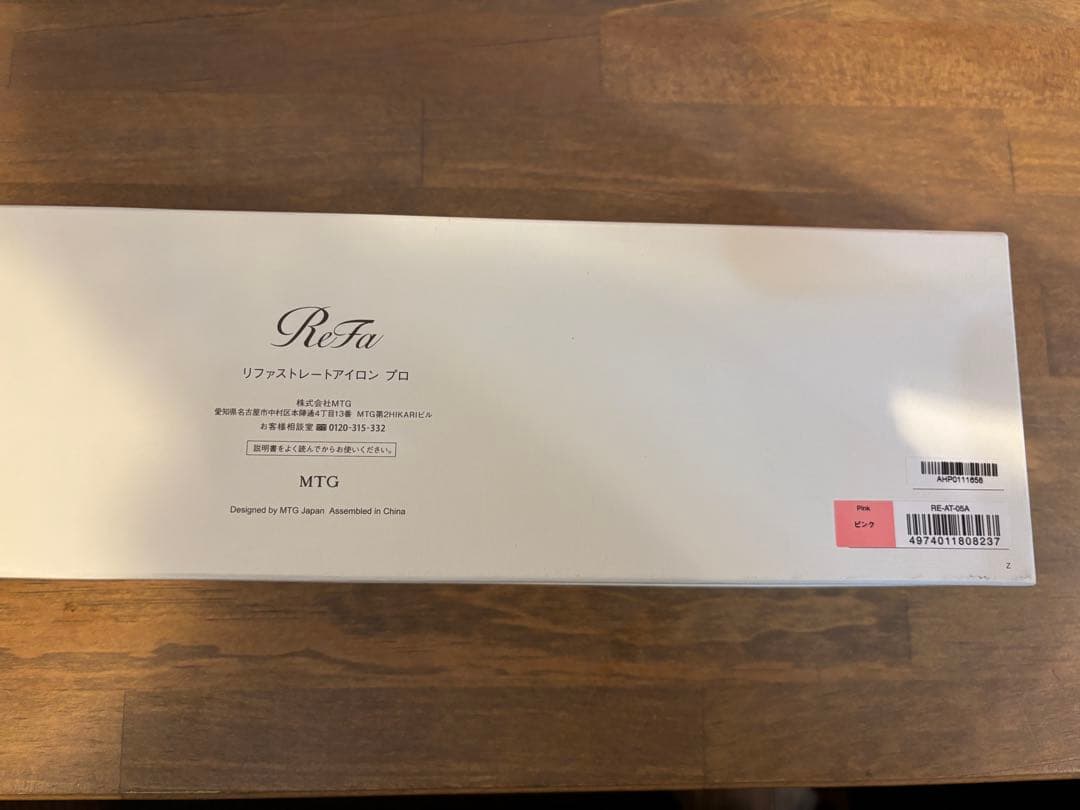 ReFa
リファストレートアイロン プロ
株式会社MTG
愛知県名古屋市中村区本陣通4丁目13番 MTG第2HIKARIビル
お客様相談室 0120-315-332
説明書をよく読んでからお使いください。
MTG
Designed by MTG Japan Assembled in China
AHP0111656
Pink
ピンク
RE-AT-05A
4974011808237
Z